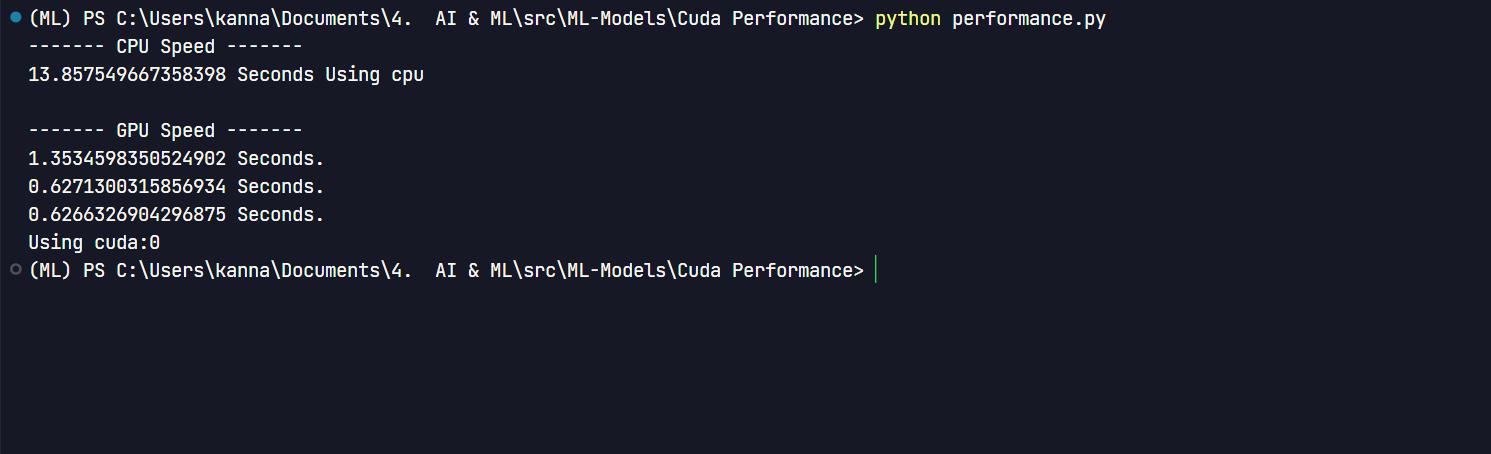 (ML) PS C:\Users\kanna\Documents\4.  AI & ML\src\ML-Models\Cuda Performance> python performance.py
------- CPU Speed -------
13.857549667358398 Seconds Using cpu
------- GPU Speed -------
1.3534598350524902 Seconds.
0.6271300315856934 Seconds.
0.6266326904296875 Seconds.
Using cuda:0
(ML) PS C:\Users\kanna\Documents\4.  AI & ML\src\ML-Models\Cuda Performance>